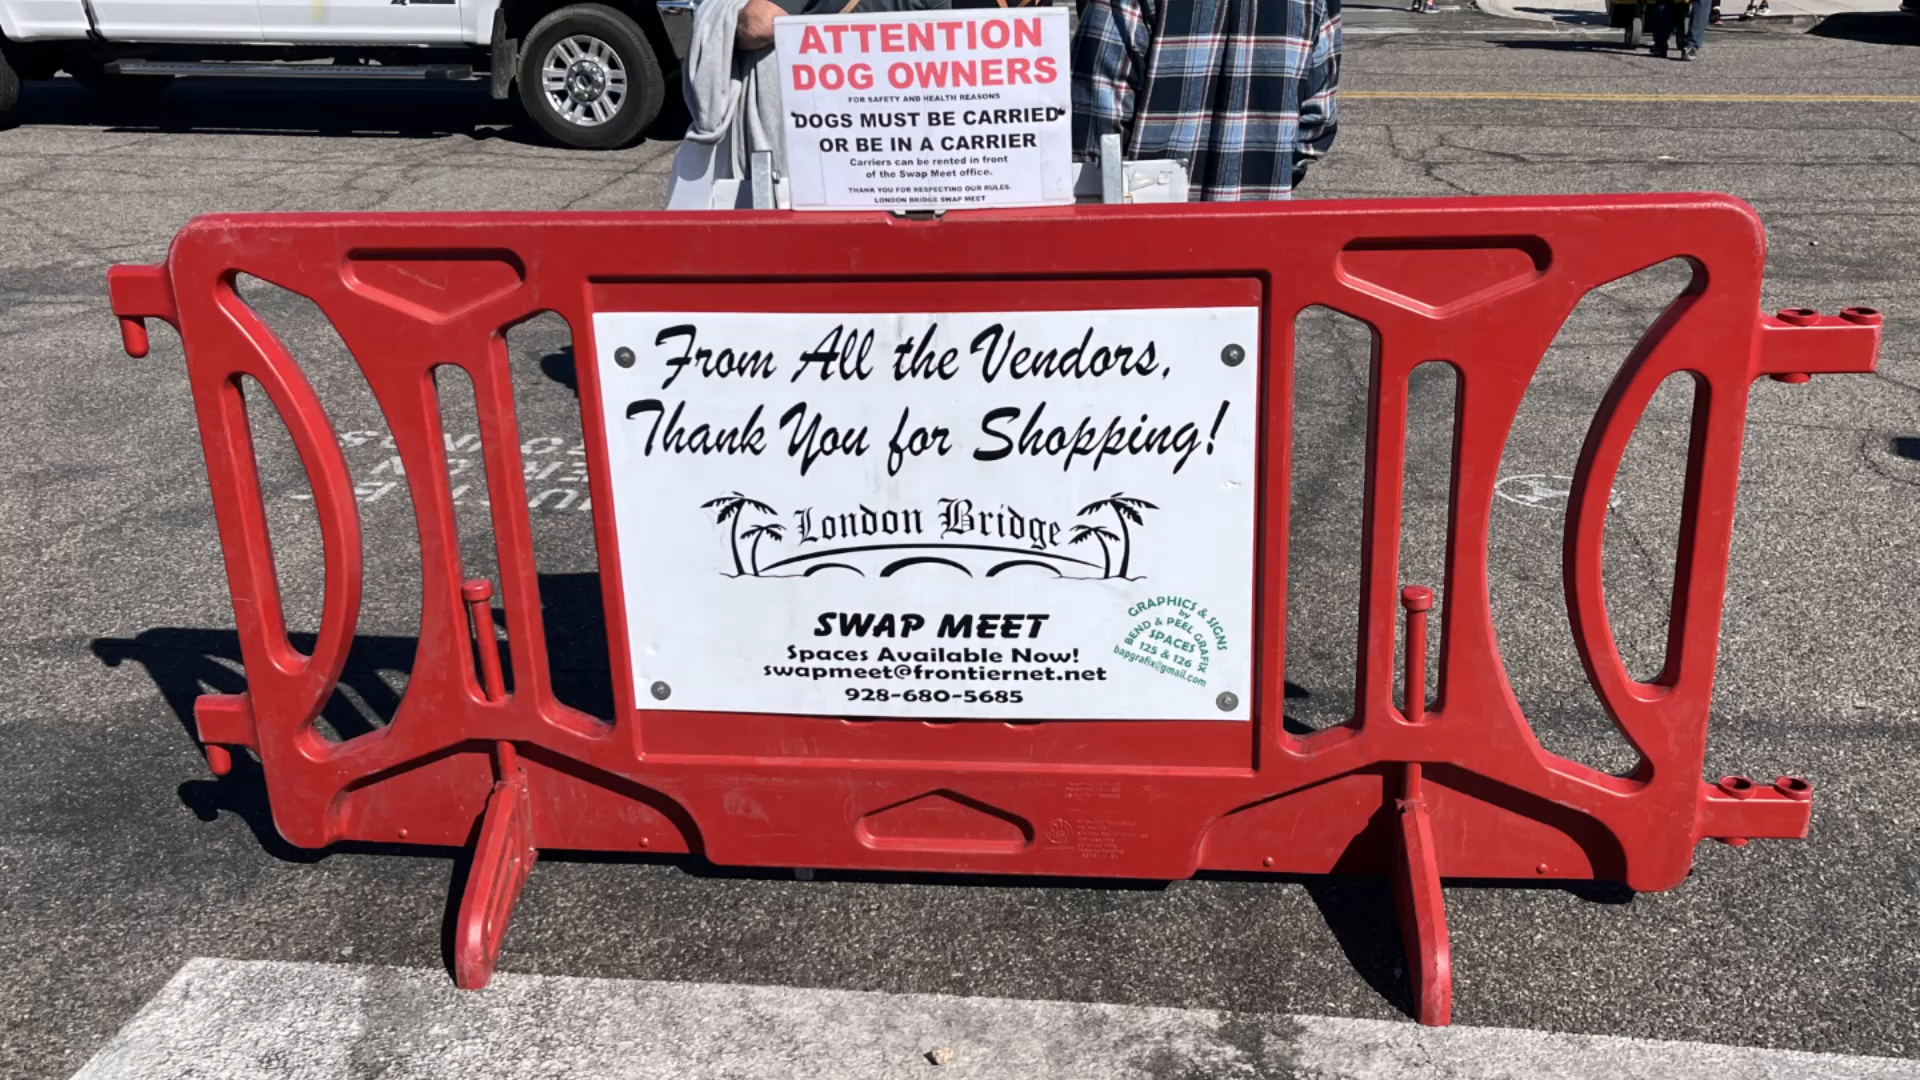 ATTENTION
DOG OWNERS
FOR SAFETY AND HEALTH REASONS
DOGS MUST BE CARRIED
OR BE IN A CARRIER
Carriers can be rented in front
of the Swap Meet office.
THANK YOU FOR RESPECTING OUR RULES.
LONDON BRIDGE SWAP MEET
From All the Vendors,
Thank You for Shopping!
London Bridge
SWAP MEET
Spaces Available Now!
swapmeet@frontiernet.net
928-680-5685
GRAPHICS & SIGNS
by
BEND & PEEL GRAFIX
SPACES
125 & 126
bapgrafix@gmail.com